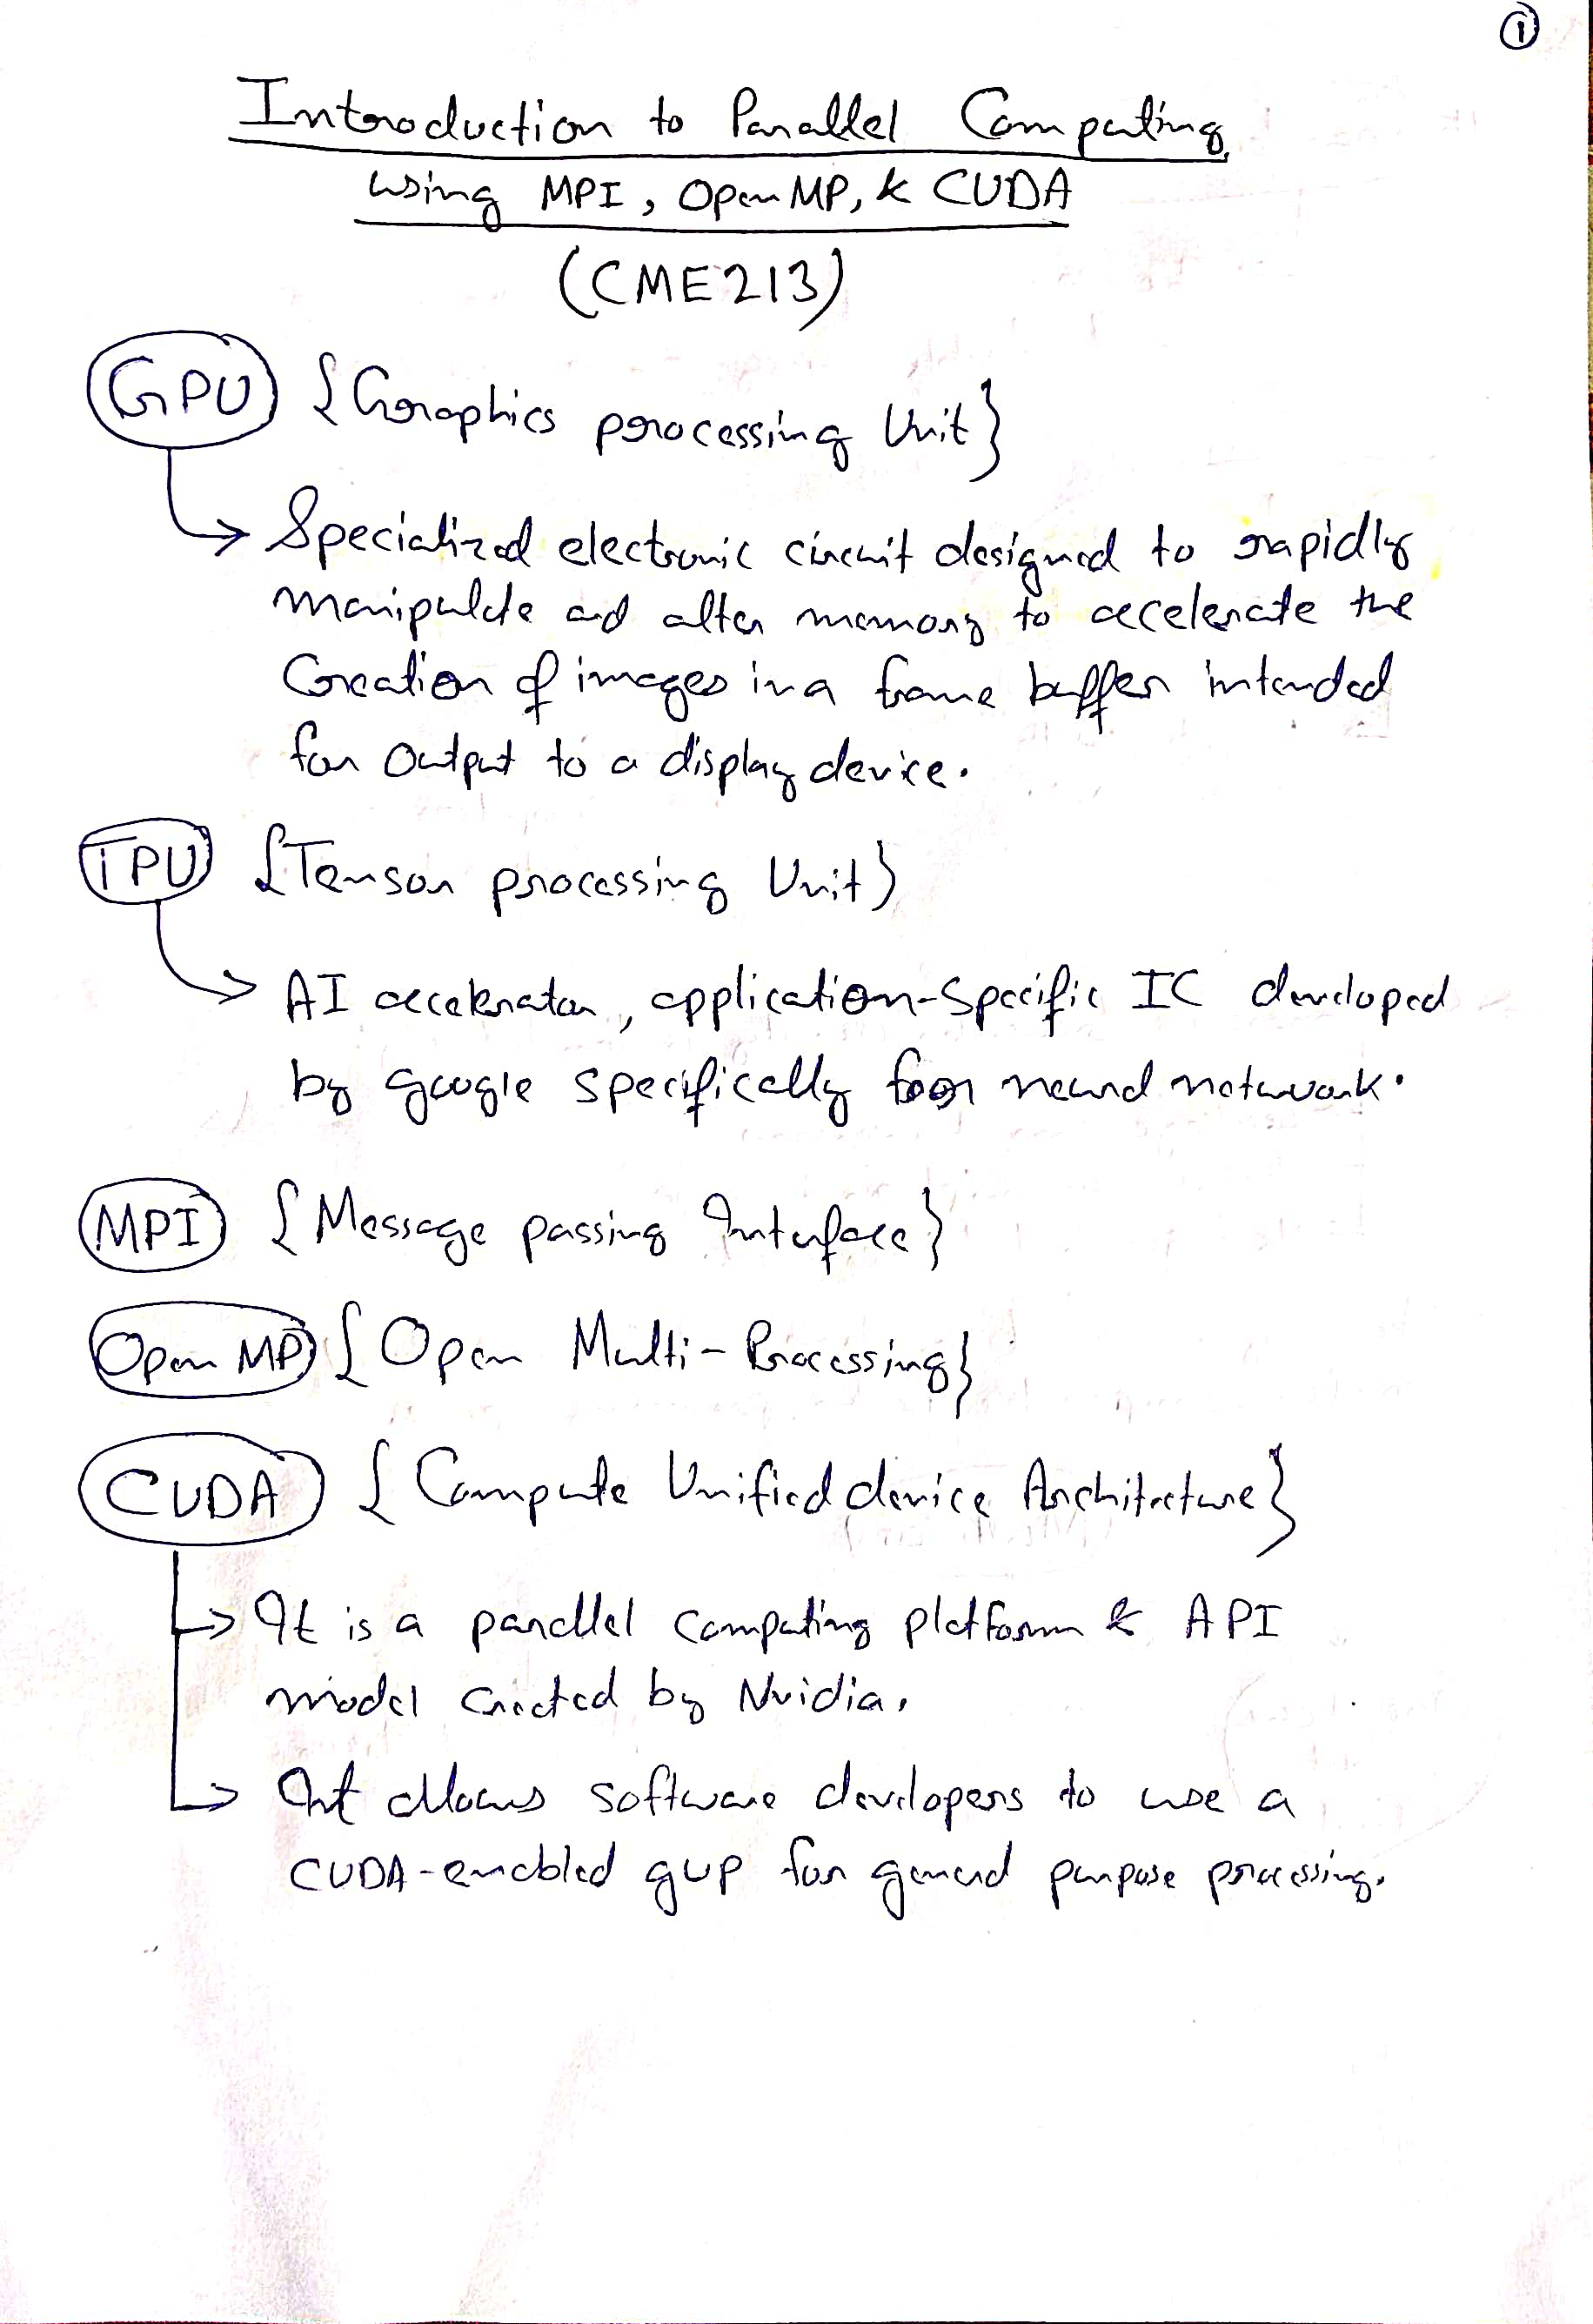 ①
Introduction to Parallel Computing
using MPI, OpenMP, & CUDA
(CME213)
GPU {Graphics processing Unit}
→ Specialized electronic circuit designed to rapidly
manipulate and alter memory to accelerate the
Creation of images in a frame buffer intended
for Output to a display device.
TPU {Tensor processing Unit}
→ AI accelerator, application-specific IC developed
by google specifically for neural network.
MPI {Message passing Interface}
Open MP {Open Multi-Processing}
CUDA {Compute Unified device Architecture}
→ It is a parallel computing platform & API
model created by Nvidia.
→ Int allows software developers to use a
CUDA-enabled gup for general purpose processing.